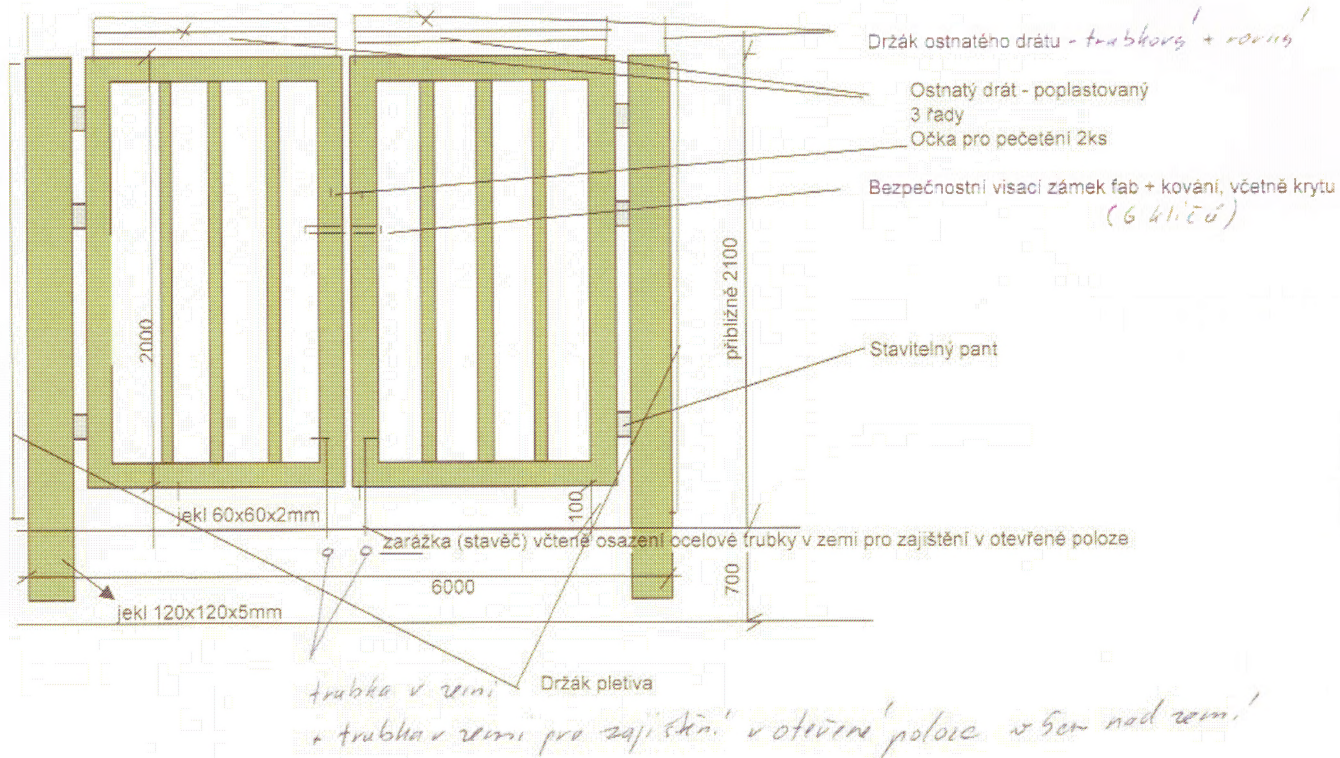 Držák ostnatého drátu - trubkový + rovný
Ostnatý drát - poplastovaný
3 řady
Očka pro pečetění 2ks
Bezpečnostní visací zámek fab + kování, včetně krytu
(6 klíčů)
2000
přibližně 2100
Stavitelný pant
jekl 60x60x2mm
100
zarážka (stavěč) včteně osazení ocelové trubky v zemi pro zajištění v otevřené poloze
6000
700
jekl 120x120x5mm
trubka v zemi
Držák pletiva
+ trubka v zemi pro zajištění v otevřené poloze 5cm nad zemí